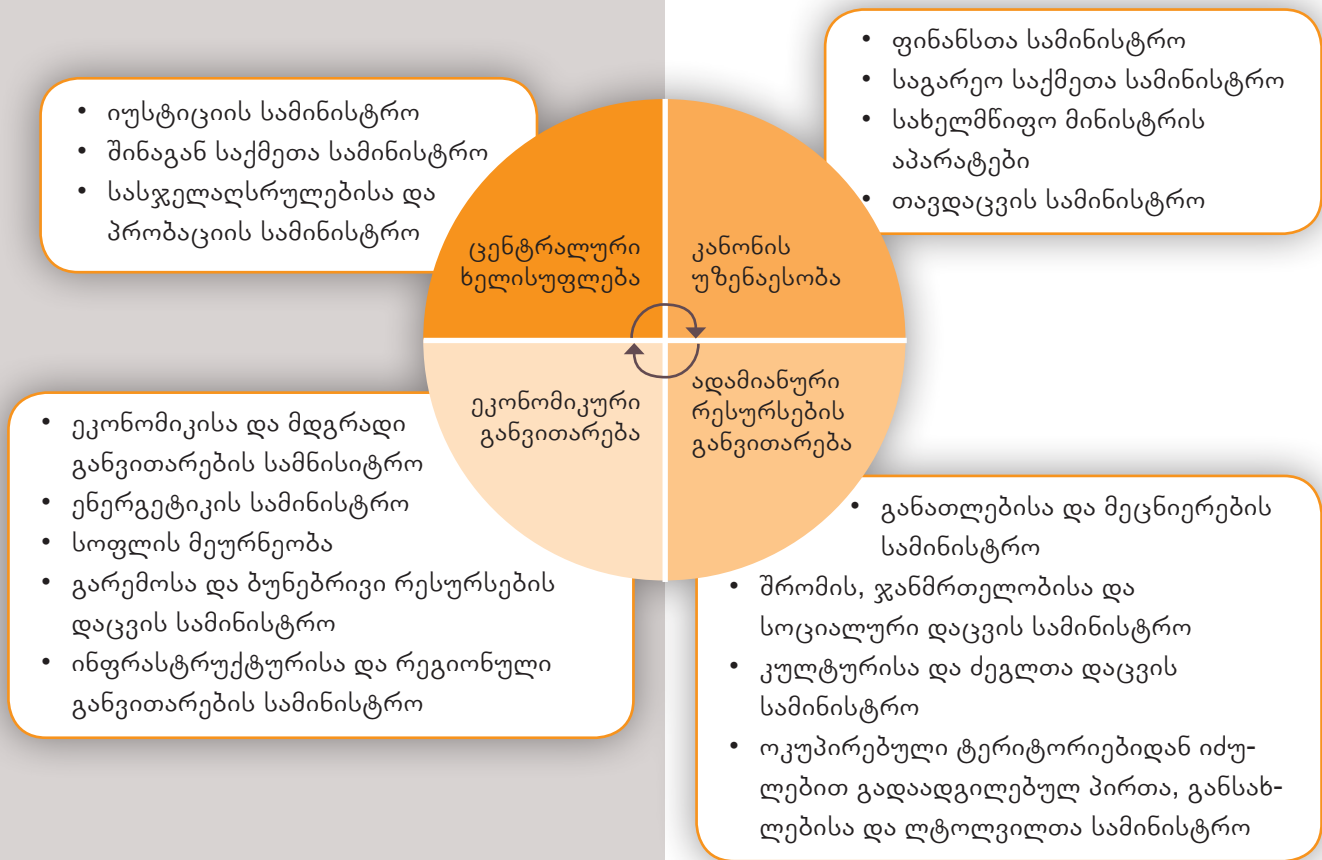 • იუსტიციის სამინისტრო
• შინაგან საქმეთა სამინისტრო
• სასჯელაღსრულებისა და
პრობაციის სამინისტრო
• ფინანსთა სამინისტრო
• საგარეო საქმეთა სამინისტრო
• სახელმწიფო მინისტრის
აპარატები
• თავდაცვის სამინისტრო
ცენტრალური
ხელისუფლება
კანონის
უზენაესობა
ეკონომიკური
განვითარება
ადამიანური
რესურსების
განვითარება
• ეკონომიკისა და მდგრადი
განვითარების სამნისიტრო
• ენერგეტიკის სამინისტრო
• სოფლის მეურნეობა
• გარემოსა და ბუნებრივი რესურსების
დაცვის სამინისტრო
• ინფრასტრუქტურისა და რეგიონული
განვითარების სამინისტრო
• განათლებისა და მეცნიერების
სამინისტრო
• შრომის, ჯანმრთელობისა და
სოციალური დაცვის სამინისტრო
• კულტურისა და ძეგლთა დაცვის
სამინისტრო
• ოკუპირებული ტერიტორიებიდან იძუ-
ლებით გადაადგილებულ პირთა, განსახ-
ლებისა და ლტოლვილთა სამინისტრო